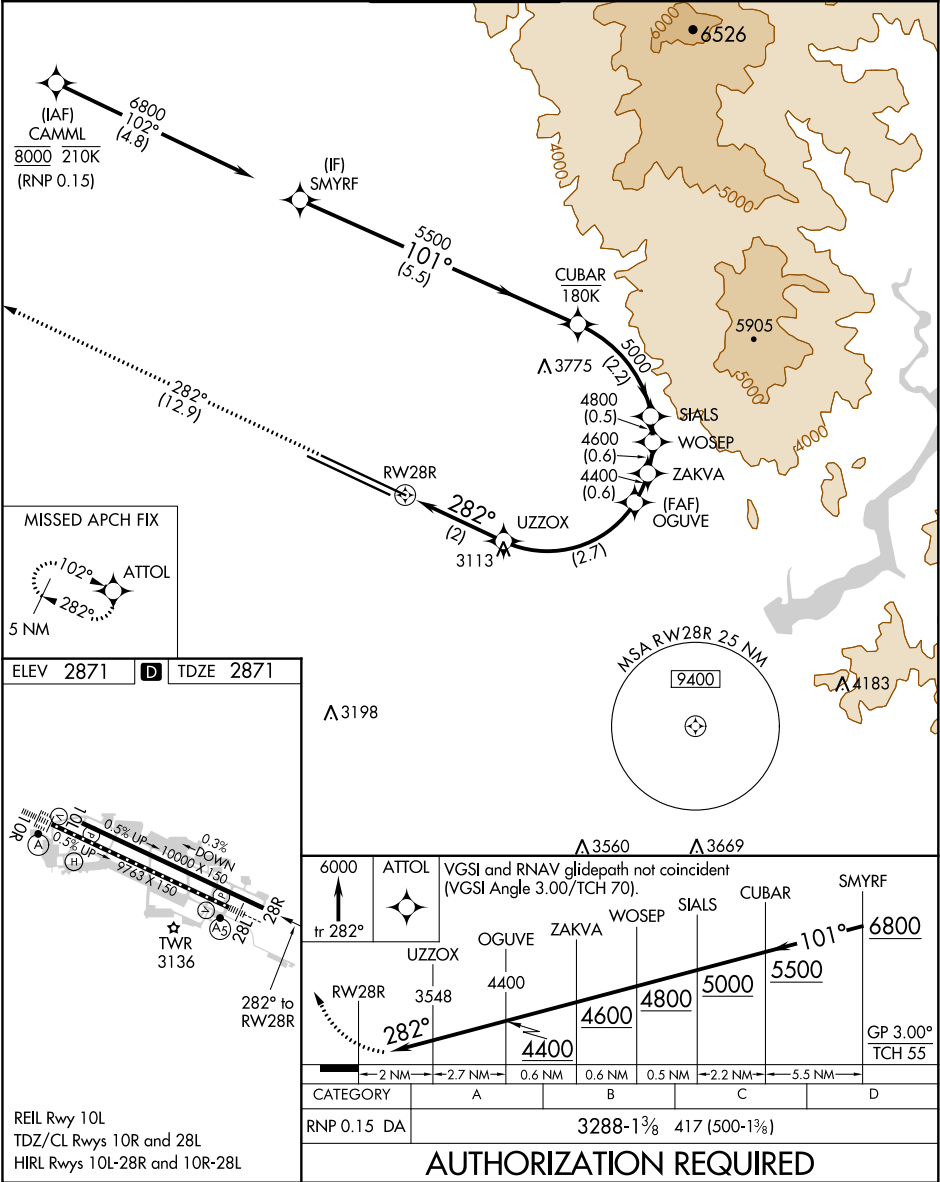 6526
6000
5000
4000
5905
5000
4000
(IAF)
CAMML
8000 210K
(RNP 0.15)
6800
102°
(4.8)
(IF)
SMYRF
5500
101°
(5.5)
CUBAR
180K
5000
(2.2)
3775
4800
(0.5)
SIALS
4600
(0.6)
WOSEP
4400
(0.6)
ZAKVA
(FAF)
OGUVE
(2.7)
UZZOX
3113
282°
(2)
RW28R
282°
(12.9)
MISSED APCH FIX
102°
ATTOL
282°
5 NM
MSA RW28R 25 NM
9400
4183
3198
3560
3669
ELEV 2871 D TDZE 2871
10L
10R
V
P
A
H
0.5% UP
10000 X 150
0.3%
DOWN
0.5% UP
9763 X 150
P
V
A5
28R
28L
TWR
3136
282° to
RW28R
REIL Rwy 10L
TDZ/CL Rwys 10R and 28L
HIRL Rwys 10L-28R and 10R-28L
6000
tr 282°
ATTOL
VGSI and RNAV glidepath not coincident
(VGSI Angle 3.00/TCH 70).
RW28R
UZZOX
3548
OGUVE
4400
ZAKVA
WOSEP
SIALS
CUBAR
SMYRF
101°
6800
5500
5000
4800
4600
4400
282°
GP 3.00°
TCH 55
2 NM 2.7 NM 0.6 NM 0.6 NM 0.5 NM 2.2 NM 5.5 NM
CATEGORY A B C D
RNP 0.15 DA 3288-1⅜ 417 (500-1⅜)
AUTHORIZATION REQUIRED